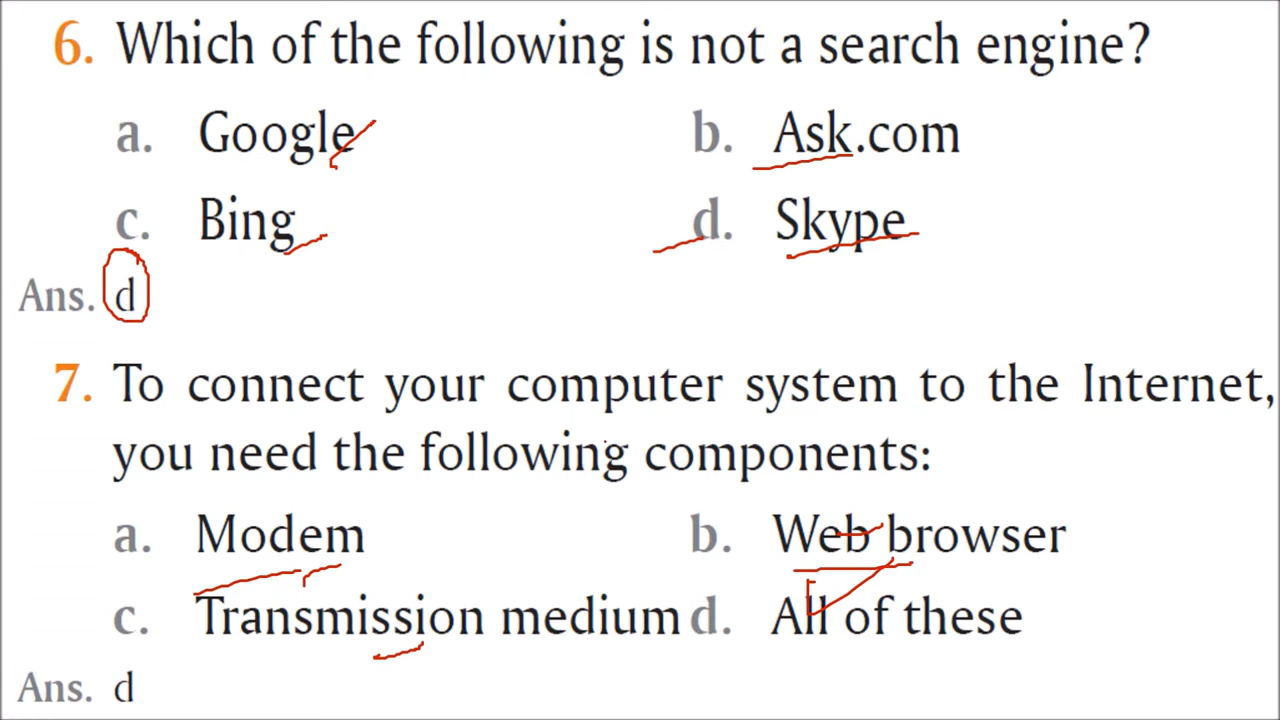 6. Which of the following is not a search engine?
a. Google b. Ask.com
c. Bing d. Skype
Ans. d
7. To connect your computer system to the Internet,
you need the following components:
a. Modem b. Web browser
c. Transmission medium d. All of these
Ans. d